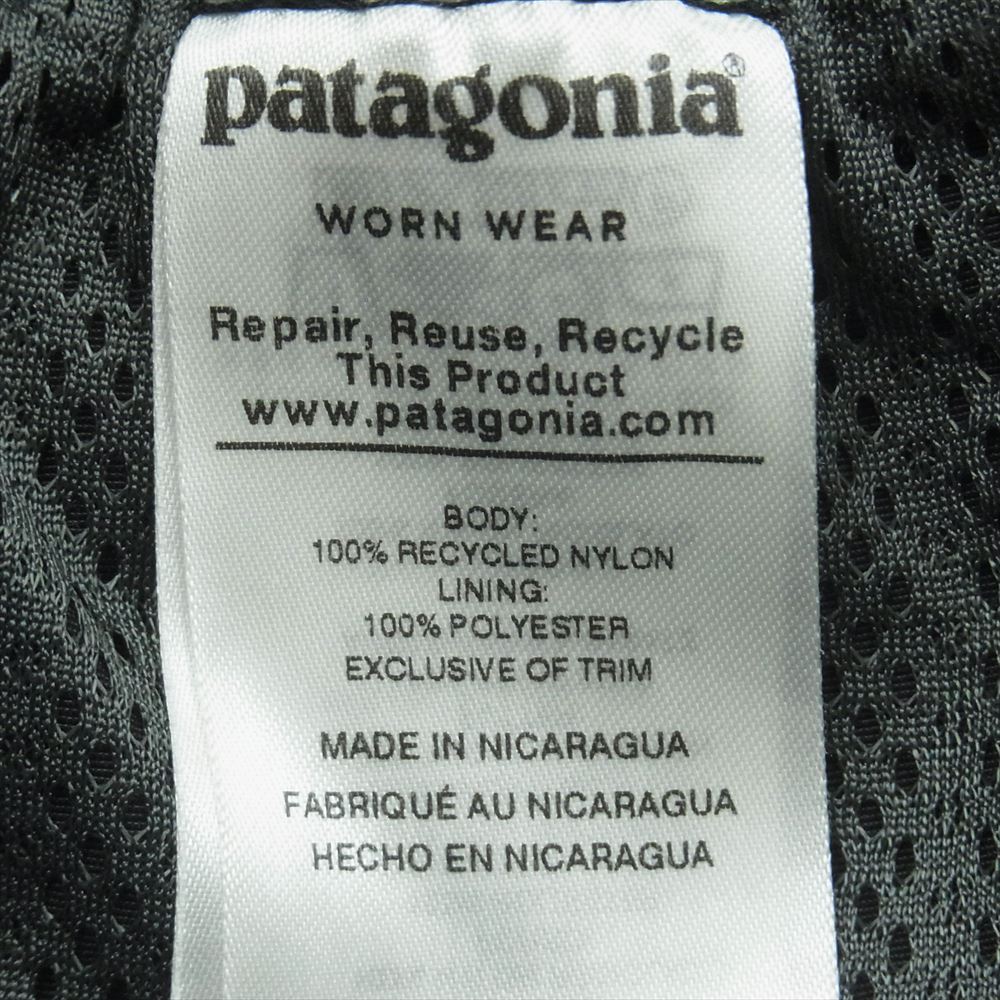 patagonia®
WORN WEAR
Repair, Reuse, Recycle
This Product
www.patagonia.com
BODY:
100% RECYCLED NYLON
LINING:
100% POLYESTER
EXCLUSIVE OF TRIM
MADE IN NICARAGUA
FABRIQUÉ AU NICARAGUA
HECHO EN NICARAGUA